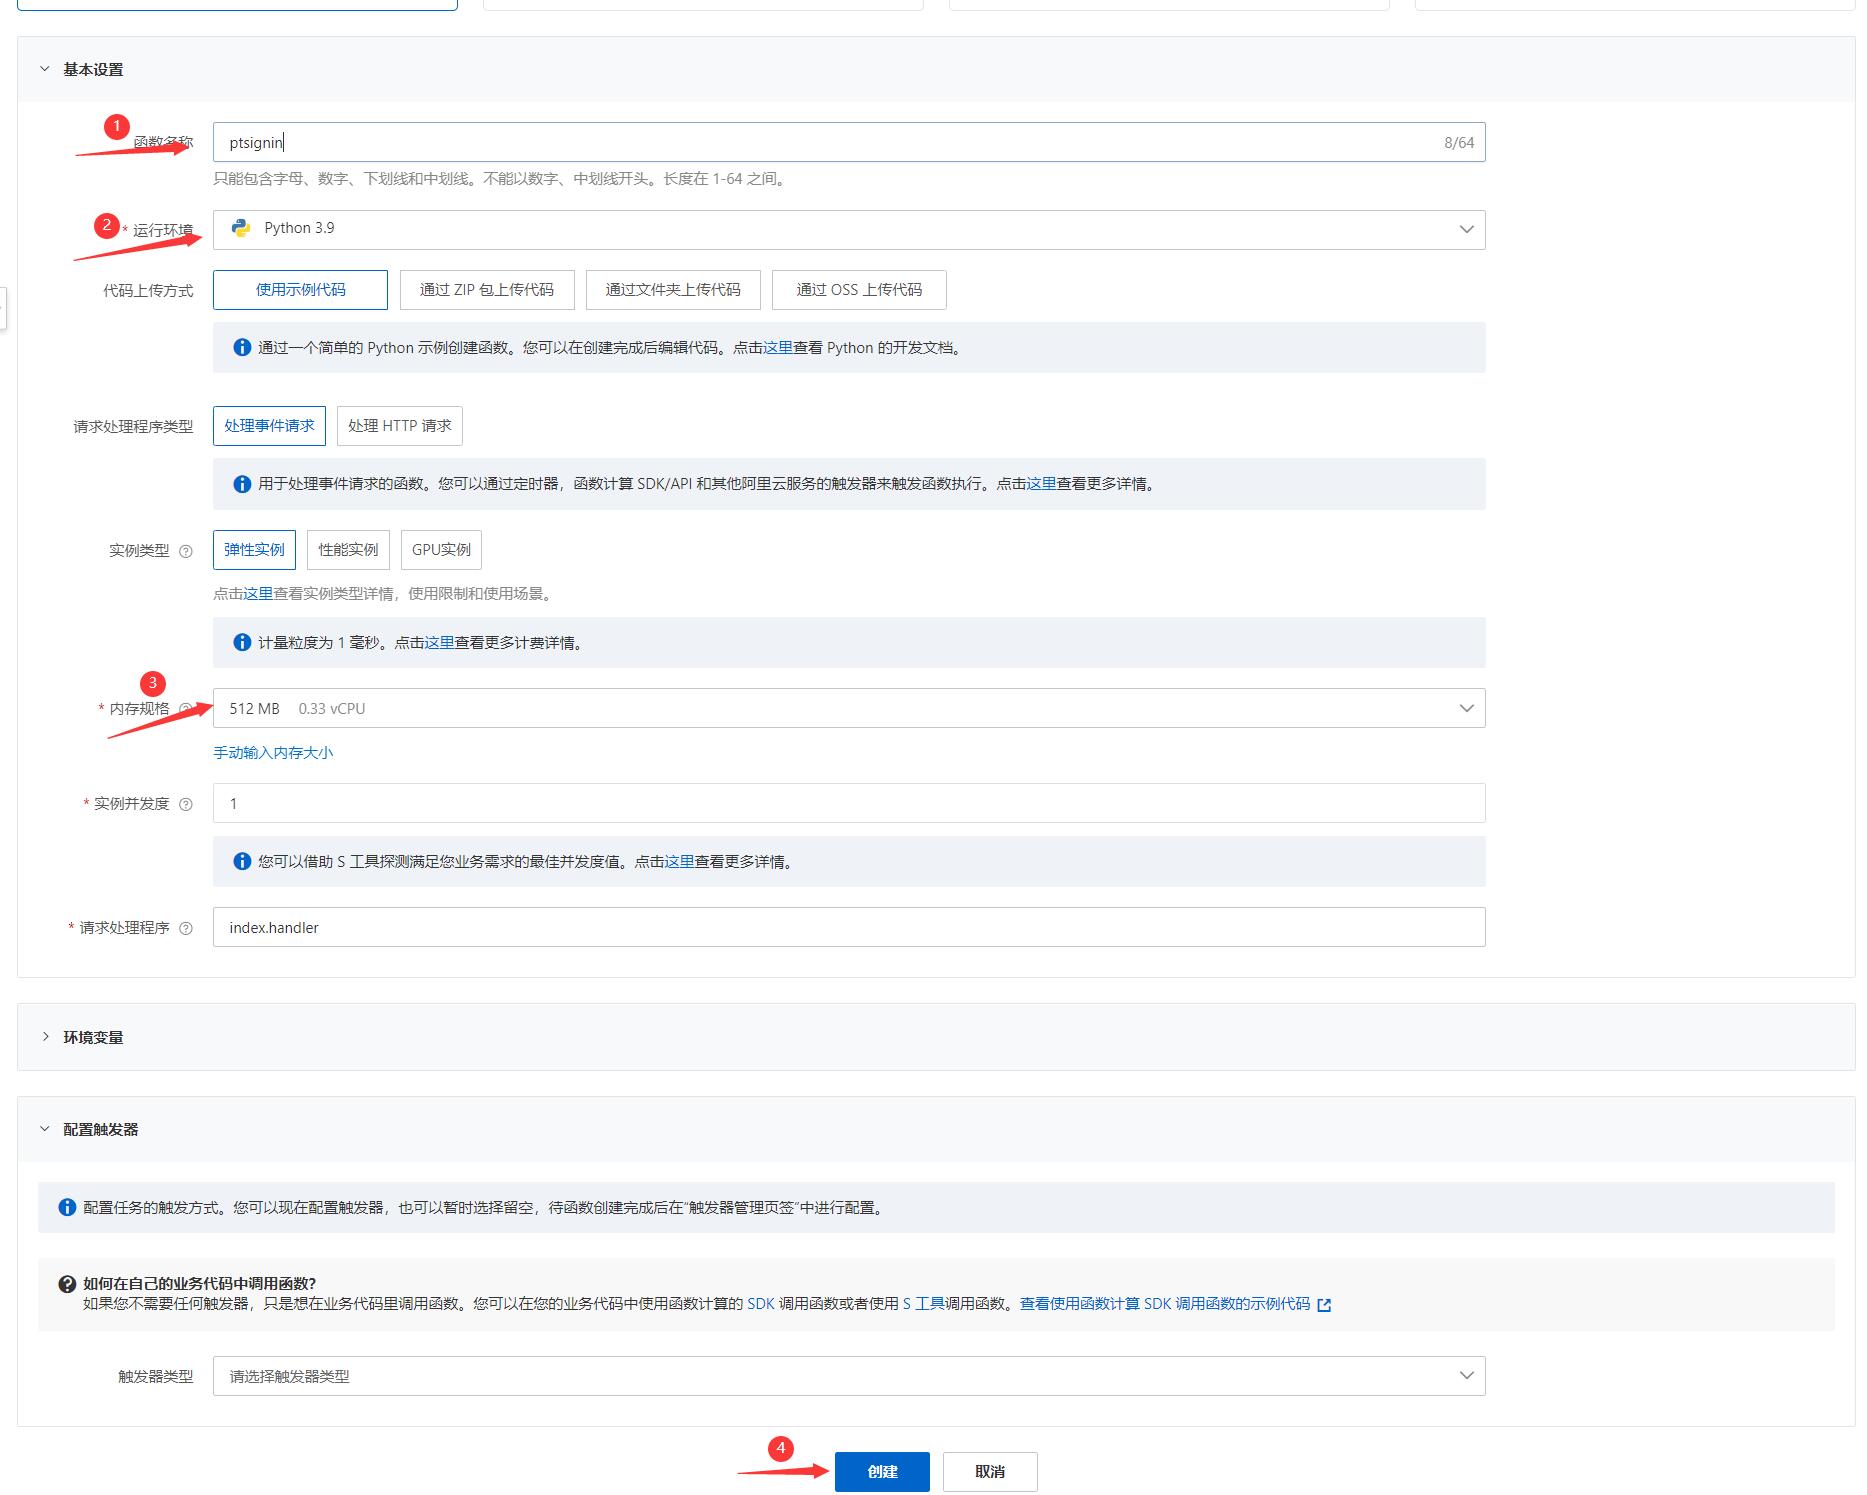 基本设置
1
函数名称
ptsignin
8/64
只能包含字母、数字、下划线和中划线。不能以数字、中划线开头。长度在 1-64 之间。
2
* 运行环境
Python 3.9
代码上传方式
使用示例代码
通过 ZIP 包上传代码
通过文件夹上传代码
通过 OSS 上传代码
通过一个简单的 Python 示例创建函数。您可以在创建完成后编辑代码。点击这里查看 Python 的开发文档。
请求处理程序类型
处理事件请求
处理 HTTP 请求
用于处理事件请求的函数。您可以通过定时器，函数计算 SDK/API 和其他阿里云服务的触发器来触发函数执行。点击这里查看更多详情。
实例类型
弹性实例
性能实例
GPU实例
点击这里查看实例类型详情，使用限制和使用场景。
计量粒度为 1 毫秒。点击这里查看更多计费详情。
3
* 内存规格
512 MB 0.33 vCPU
手动输入内存大小
* 实例并发度
1
您可以借助 S 工具探测满足您业务需求的最佳并发度值。点击这里查看更多详情。
* 请求处理程序
index.handler
环境变量
配置触发器
配置任务的触发方式。您可以现在配置触发器，也可以暂时选择留空，待函数创建完成后在“触发器管理页签”中进行配置。
如何在自己的业务代码中调用函数？
如果您不需要任何触发器，只是想在业务代码里调用函数。您可以在您的业务代码中使用函数计算的 SDK 调用函数或者使用 S 工具调用函数。查看使用函数计算 SDK 调用函数的示例代码
触发器类型
请选择触发器类型
4
创建
取消